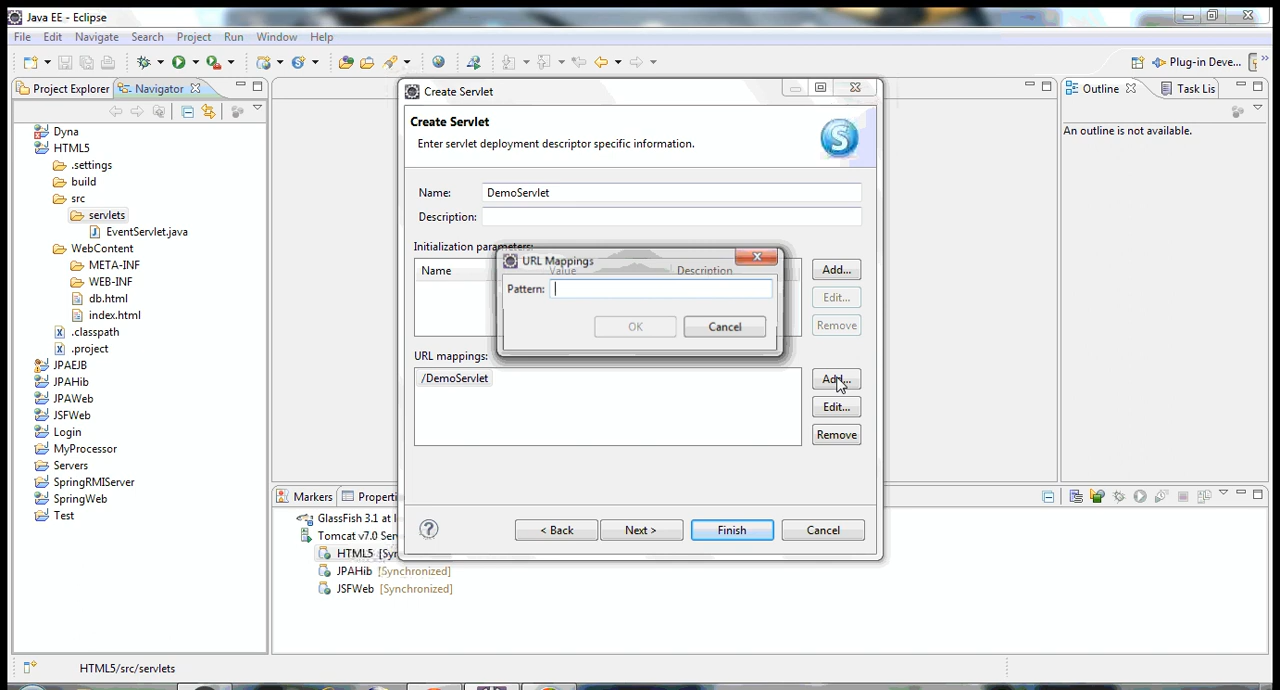 Java EE - Eclipse
File Edit Navigate Search Project Run Window Help
Plug-in Deve...
Project Explorer Navigator
Dyna
HTML5
.settings
build
src
servlets
EventServlet.java
WebContent
META-INF
WEB-INF
db.html
index.html
.classpath
.project
JPAEJB
JPAHib
JPAWeb
JSFWeb
Login
MyProcessor
Servers
SpringRMIServer
SpringWeb
Test
Create Servlet
Create Servlet
Enter servlet deployment descriptor specific information.
S
Name: DemoServlet
Description:
Initialization parameters:
Name Value Description
Add...
Edit...
Remove
URL Mappings
Pattern:
OK Cancel
URL mappings:
/DemoServlet
Add...
Edit...
Remove
< Back Next > Finish Cancel
Outline Task Lis
An outline is not available.
Markers Properti
GlassFish 3.1 at l
Tomcat v7.0 Serv
HTML5 [Syn
JPAHib [Synchronized]
JSFWeb [Synchronized]
HTML5/src/servlets